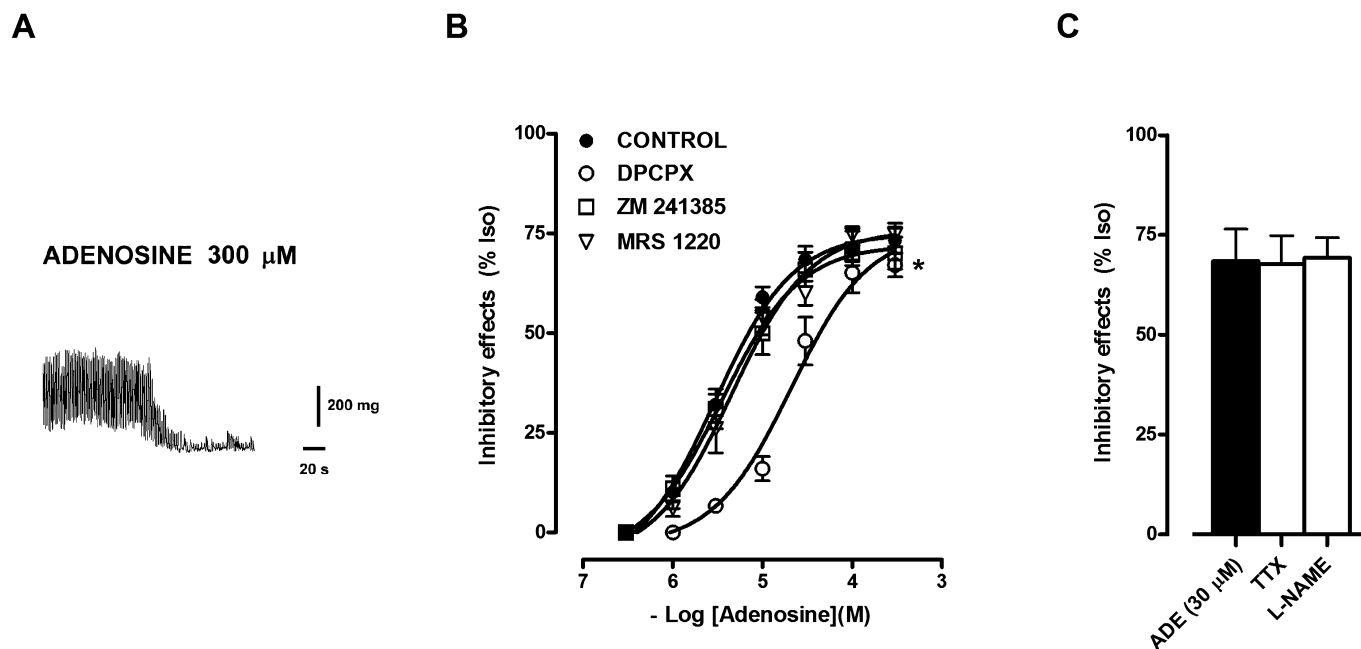 A
ADENOSINE 300 µM
200 mg
20 s
B
Inhibitory effects (% Iso)
100
75
50
25
0
CONTROL
DPCPX
ZM 241385
MRS 1220
*
7 6 5 4 3
- Log [Adenosine](M)
C
Inhibitory effects (% Iso)
100
75
50
25
0
ADE (30 µM)
TTX
L-NAME